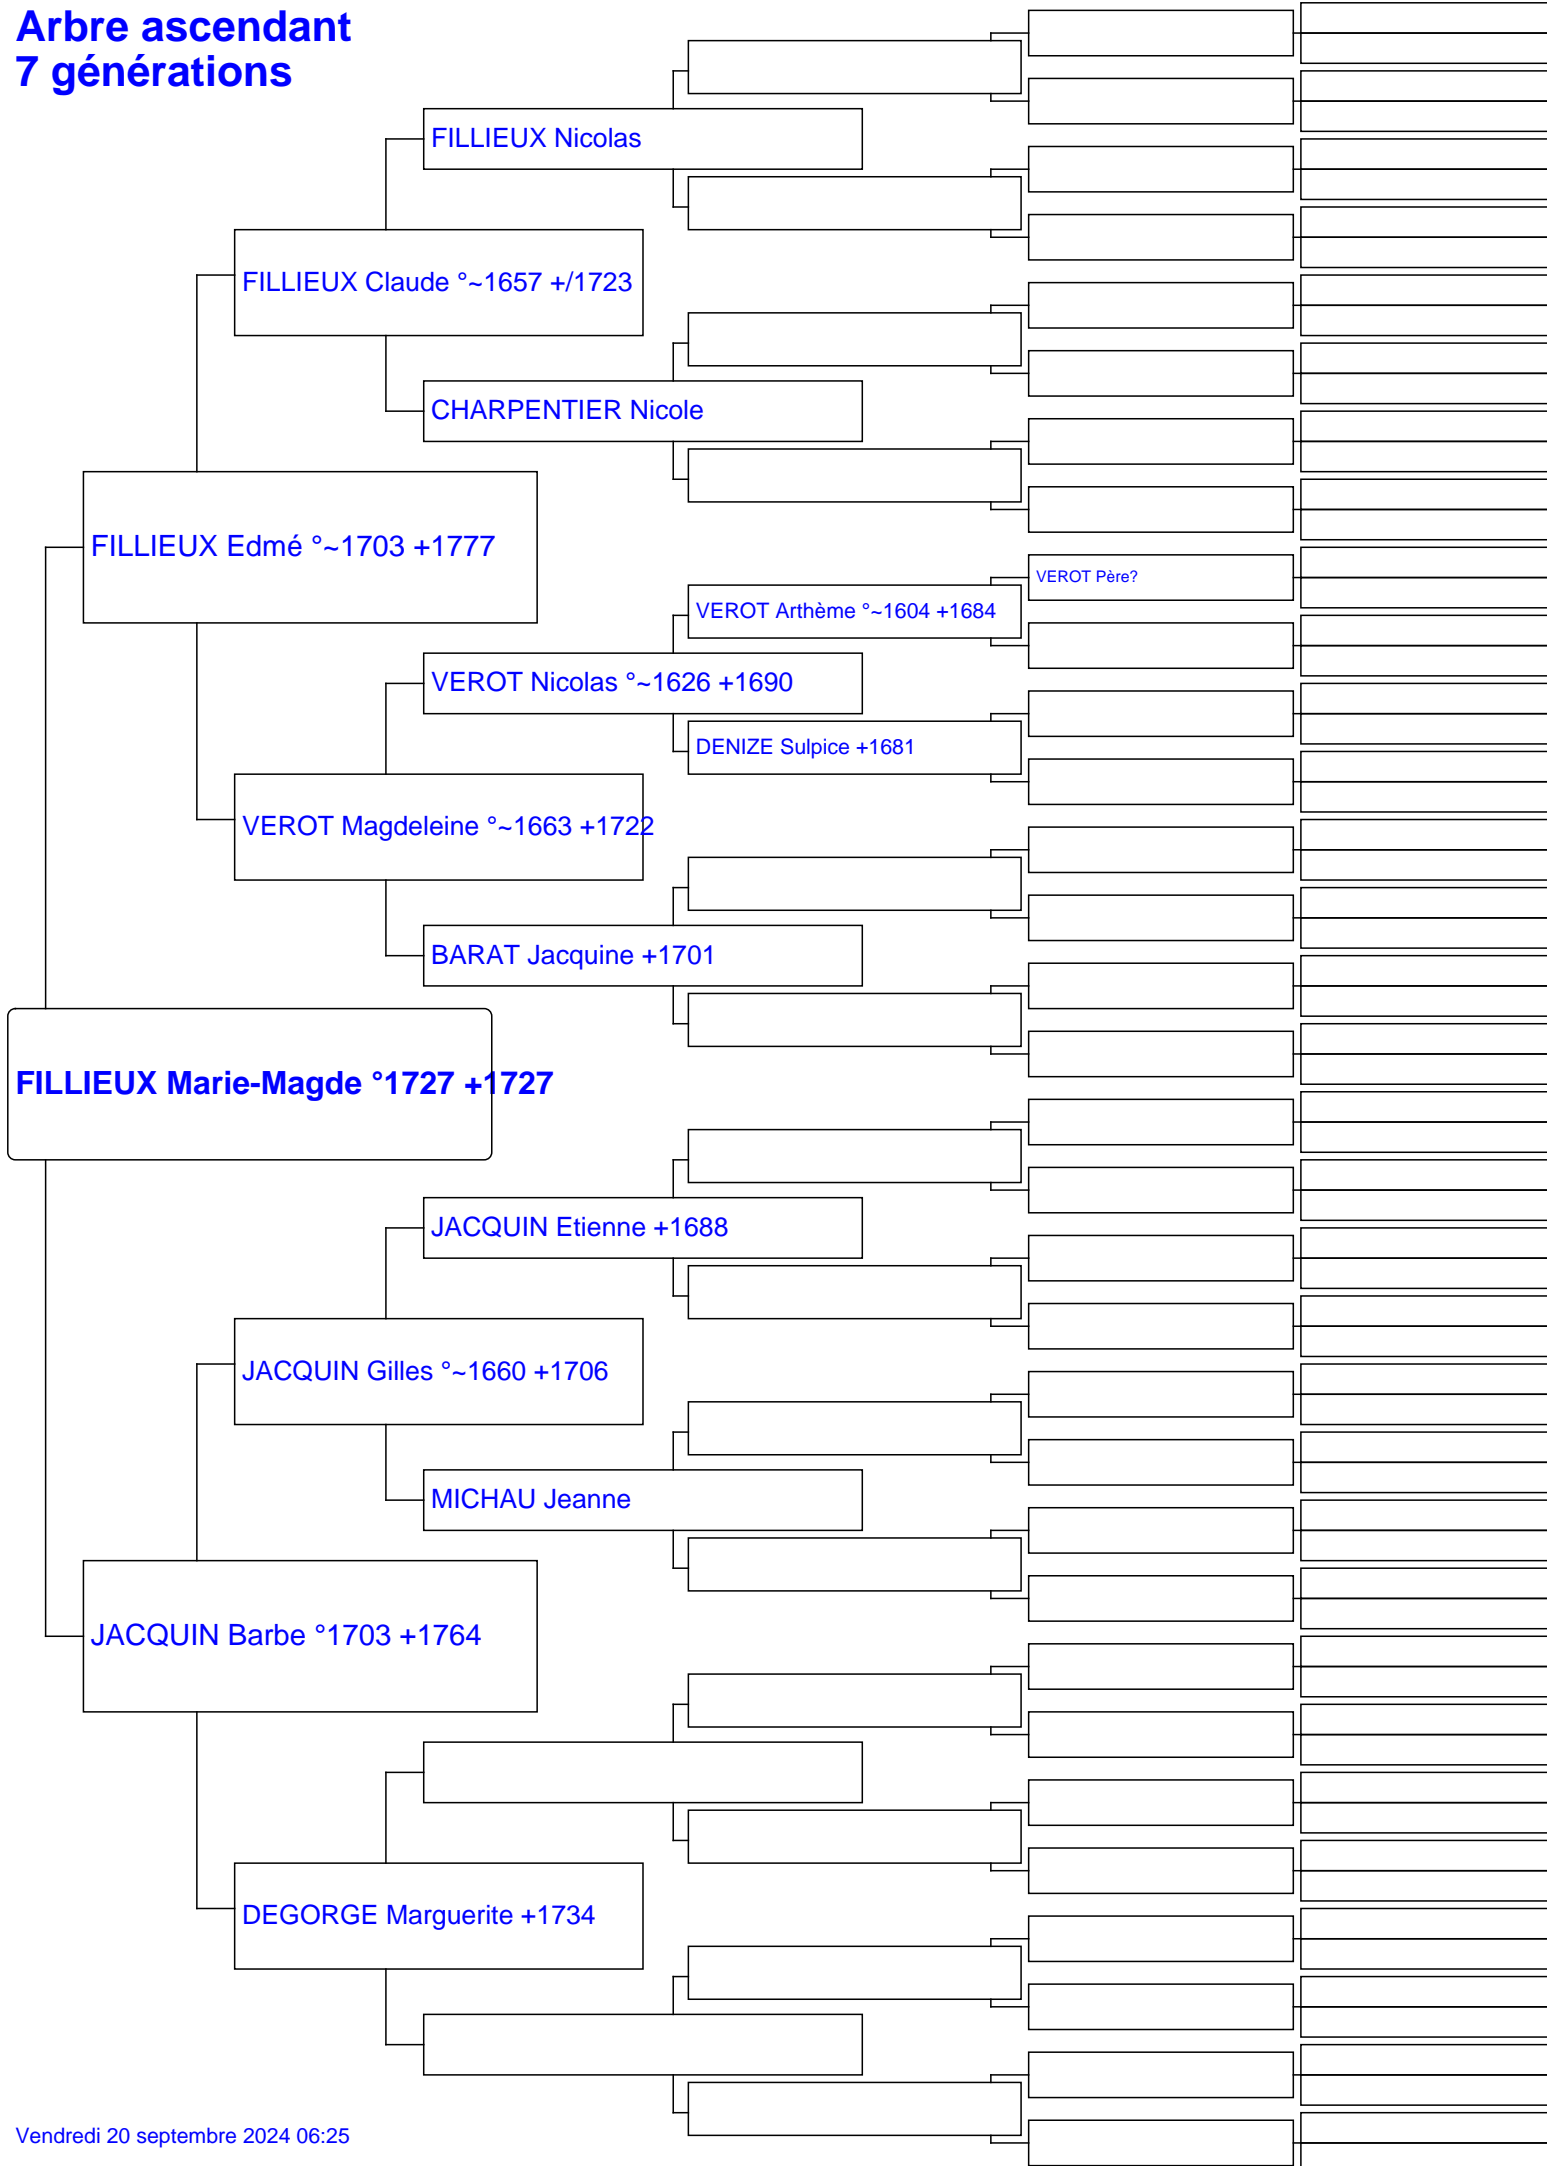 Arbre ascendant
7 générations
FILLIEUX Nicolas
FILLIEUX Claude °~1657 +/1723
CHARPENTIER Nicole
FILLIEUX Edmé °~1703 +1777
VEROT Père?
VEROT Arthème °~1604 +1684
VEROT Nicolas °~1626 +1690
DENIZE Sulpice +1681
VEROT Magdeleine °~1663 +1722
BARAT Jacquine +1701
FILLIEUX Marie-Magde °1727 +1727
JACQUIN Etienne +1688
JACQUIN Gilles °~1660 +1706
MICHAU Jeanne
JACQUIN Barbe °1703 +1764
DEGORGE Marguerite +1734
Vendredi 20 septembre 2024 06:25